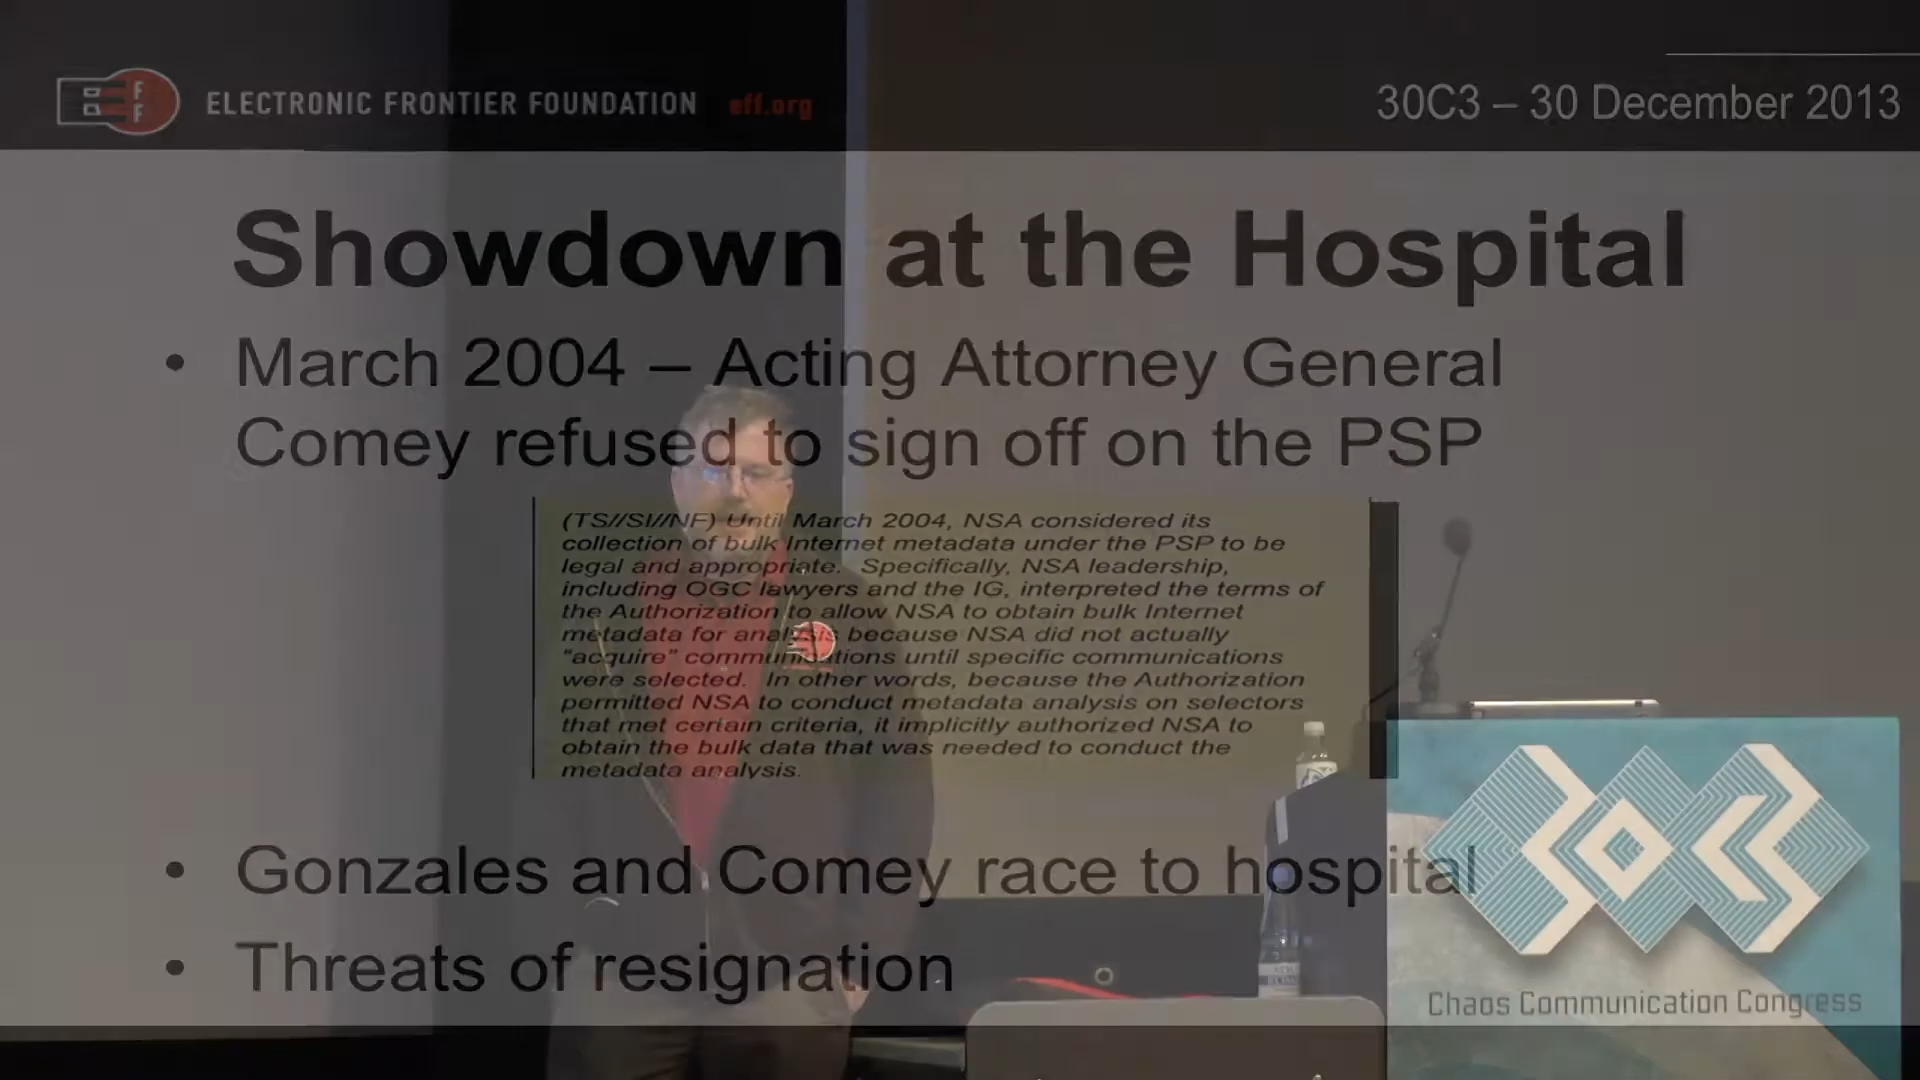 ELECTRONIC FRONTIER FOUNDATION eff.org
30C3 – 30 December 2013
Showdown at the Hospital
• March 2004 – Acting Attorney General
Comey refused to sign off on the PSP
(TS//SI//NF) Until March 2004, NSA considered its
collection of bulk Internet metadata under the PSP to be
legal and appropriate. Specifically, NSA leadership,
including OGC lawyers and the IG, interpreted the terms of
the Authorization to allow NSA to obtain bulk Internet
metadata for analysis because NSA did not actually
“acquire” communications until specific communications
were selected. In other words, because the Authorization
permitted NSA to conduct metadata analysis on selectors
that met certain criteria, it implicitly authorized NSA to
obtain the bulk data that was needed to conduct the
metadata analysis.
• Gonzales and Comey race to hospital
• Threats of resignation
30C3
Chaos Communication Congress